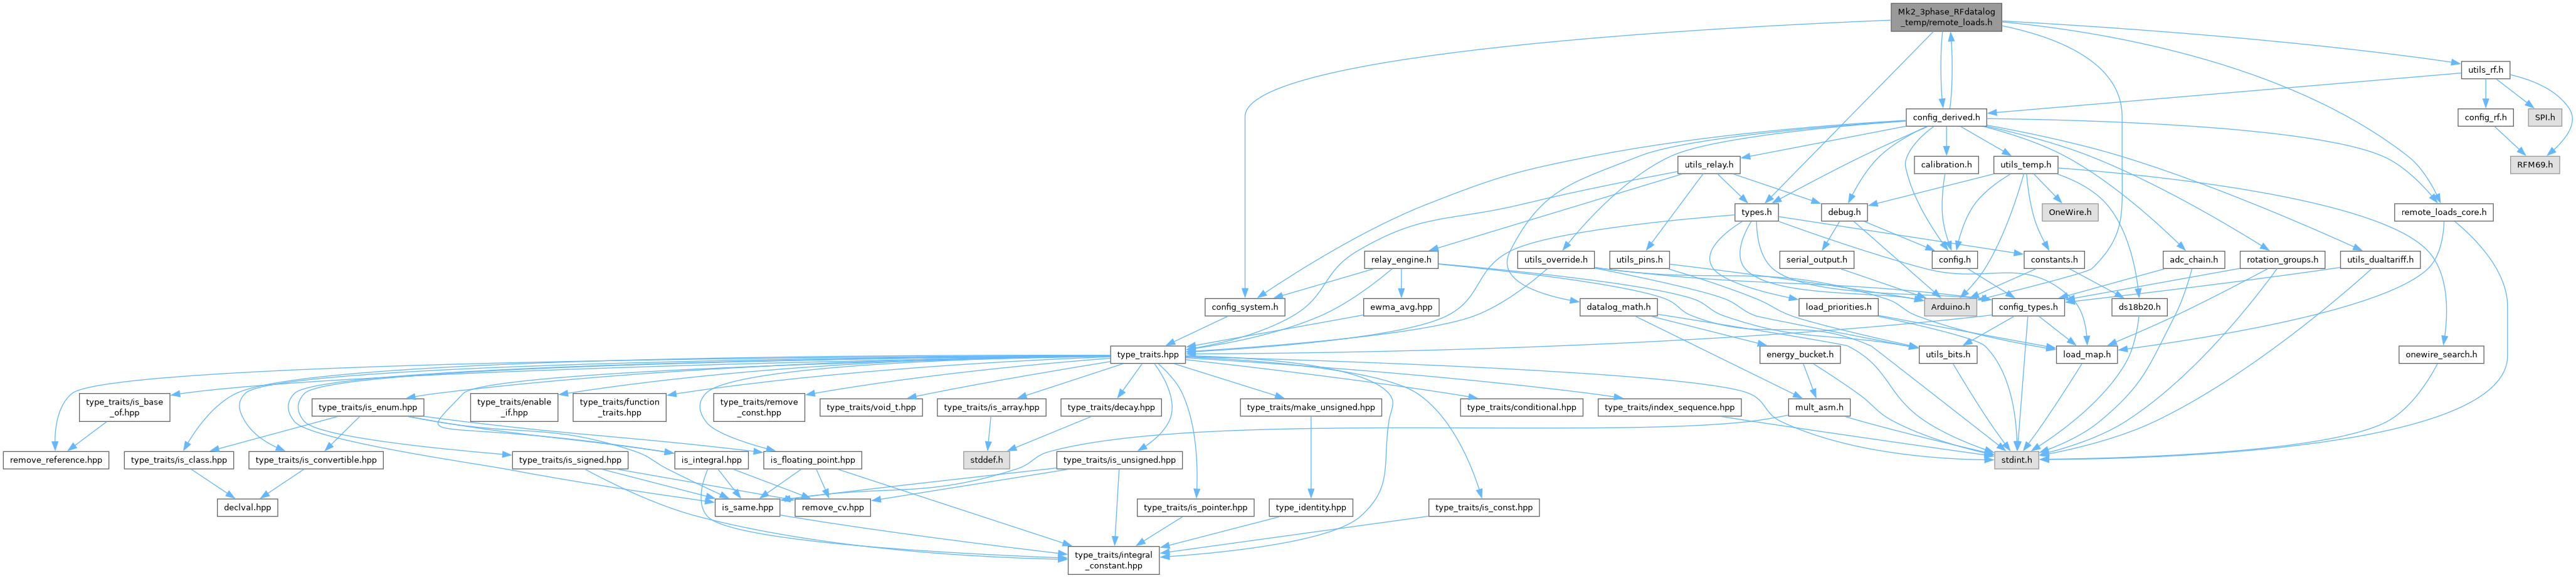 Mk2_3phase_RFdatalog
_temp/remote_loads.h
utils_rf.h
config_derived.h
config_rf.h
SPI.h
utils_relay.h
calibration.h
utils_temp.h
RFM69.h
types.h
debug.h
OneWire.h
remote_loads_core.h
relay_engine.h
utils_override.h
utils_pins.h
serial_output.h
config.h
constants.h
adc_chain.h
rotation_groups.h
utils_dualtariff.h
config_system.h
ewma_avg.hpp
datalog_math.h
load_priorities.h
Arduino.h
config_types.h
ds18b20.h
type_traits.hpp
energy_bucket.h
utils_bits.h
load_map.h
onewire_search.h
type_traits/is_base
_of.hpp
type_traits/is_enum.hpp
type_traits/enable
_if.hpp
type_traits/function
_traits.hpp
type_traits/remove
_const.hpp
type_traits/void_t.hpp
type_traits/is_array.hpp
type_traits/decay.hpp
type_traits/make_unsigned.hpp
type_traits/conditional.hpp
type_traits/index_sequence.hpp
mult_asm.h
remove_reference.hpp
type_traits/is_class.hpp
type_traits/is_convertible.hpp
type_traits/is_signed.hpp
is_integral.hpp
is_floating_point.hpp
stddef.h
type_traits/is_unsigned.hpp
stdint.h
declval.hpp
is_same.hpp
remove_cv.hpp
type_traits/is_pointer.hpp
type_identity.hpp
type_traits/is_const.hpp
type_traits/integral
_constant.hpp